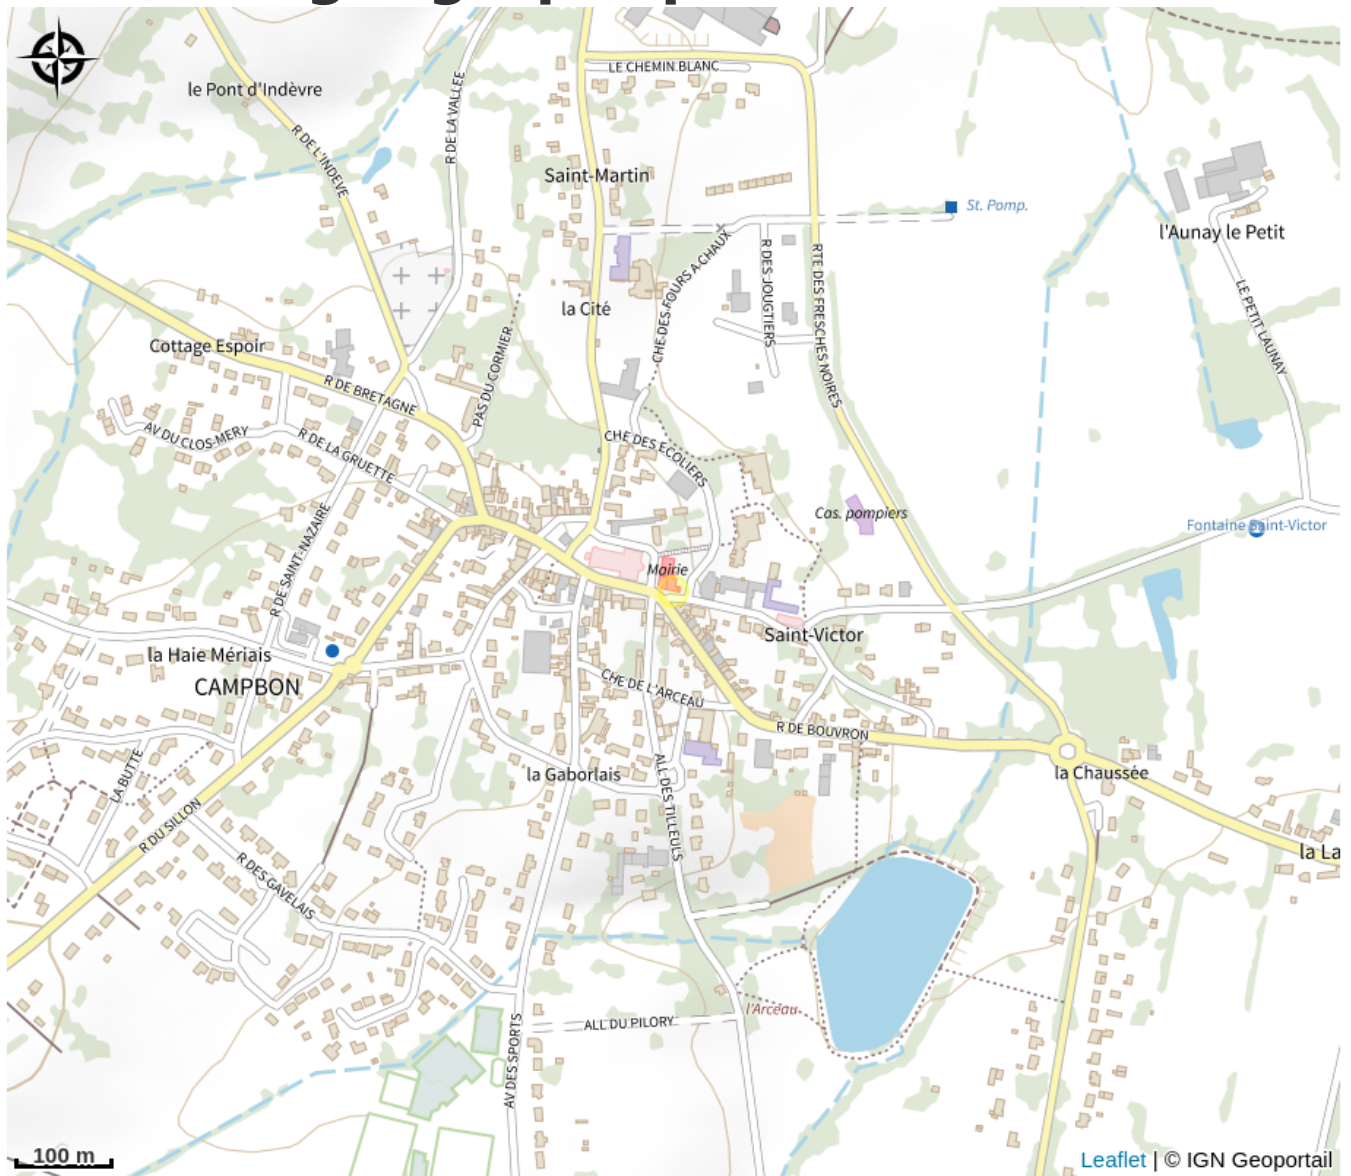 LE CHEMIN BLANC
le Pont d'Indèvre
R DE LA VALLEE
R DE L'INDEVE
Saint-Martin
St. Pomp.
l'Aunay le Petit
R DES JOUGTIERS
CHE DES FOURS A CHAUX
RTE DES FRESCHES NOIRES
LE PETIT LAUNAY
la Cité
Cottage Espoir
PAS DU CORMIER
R DE BRETAGNE
AV DU CLOS-MERY
R DE LA GRUETTE
CHE DES ECOLIERS
Cas. pompiers
Fontaine Saint-Victor
R DE SAINT-NAZAIRE
Mairie
Saint-Victor
la Haie Mériais
CAMPBON
CHE DE L'ARCEAU
R DE BOUVRON
la Gaborlais
la Chaussée
LA BUTTE
ALL DES TILLEULS
R DU SILLON
la La
R DES GAVELAIS
l'Arceau
ALL DU PILORY
AV DES SPORTS
100 m
Leaflet | © IGN Geoportail